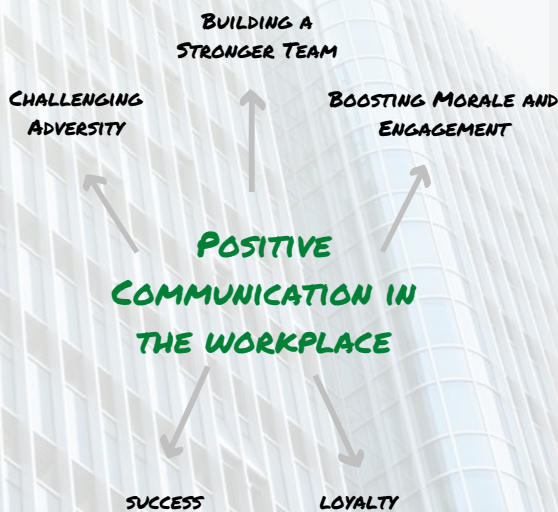 Building a
Stronger Team
Challenging
Adversity
Boosting Morale and
Engagement
Positive
Communication in
the workplace
success
loyalty